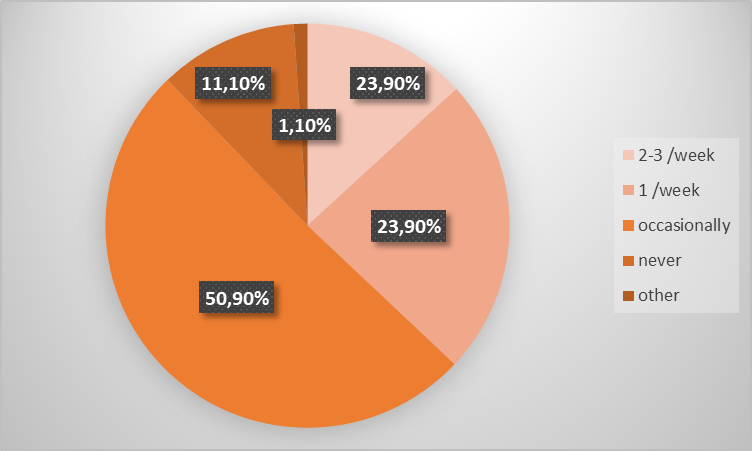 11,10%
23,90%
1,10%
23,90%
50,90%
2-3 /week
1 /week
occasionally
never
other